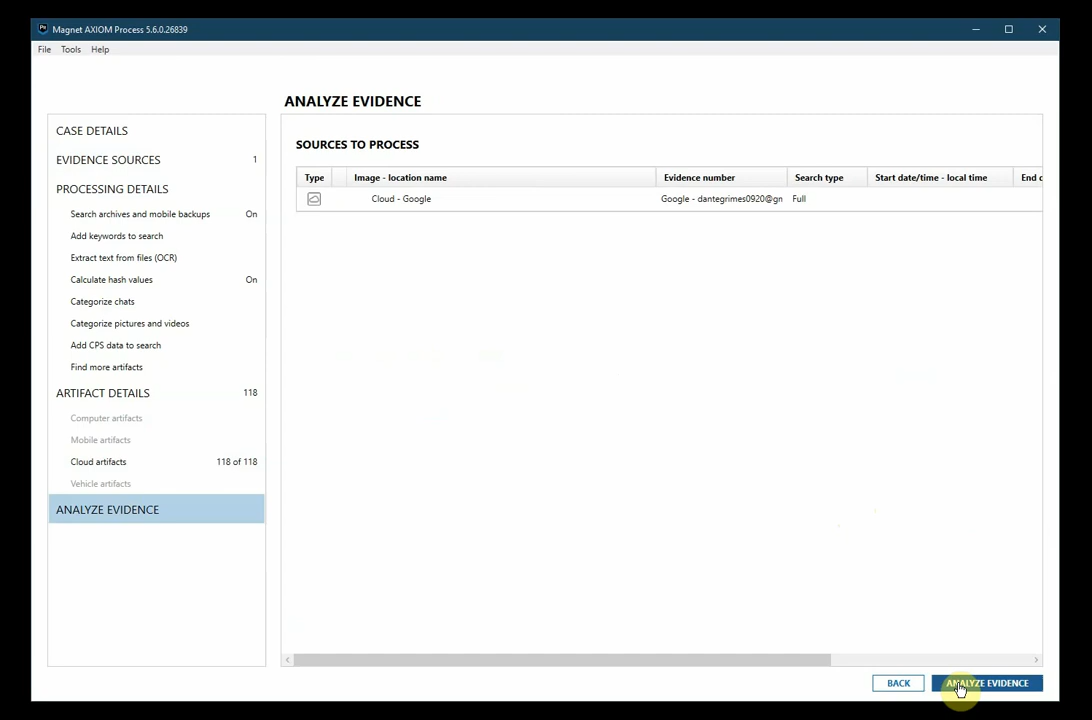 Magnet AXIOM Process 5.6.0.26839
File Tools Help
ANALYZE EVIDENCE
CASE DETAILS
EVIDENCE SOURCES 1
PROCESSING DETAILS
Search archives and mobile backups On
Add keywords to search
Extract text from files (OCR)
Calculate hash values On
Categorize chats
Categorize pictures and videos
Add CPS data to search
Find more artifacts
ARTIFACT DETAILS 118
Computer artifacts
Mobile artifacts
Cloud artifacts 118 of 118
Vehicle artifacts
ANALYZE EVIDENCE
SOURCES TO PROCESS
Type Image - location name Evidence number Search type Start date/time - local time End d
Cloud - Google Google - dantegrimes0920@gn Full
BACK ANALYZE EVIDENCE